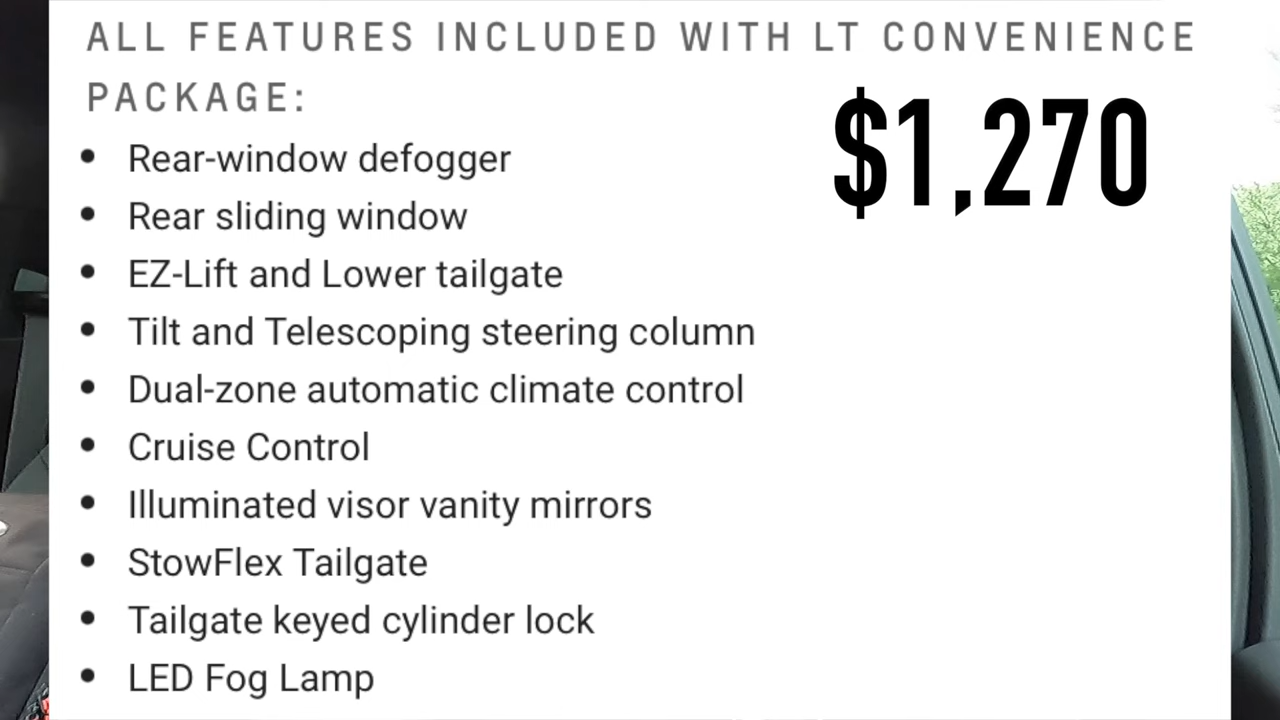 ALL FEATURES INCLUDED WITH LT CONVENIENCE
PACKAGE:
$1,270
• Rear-window defogger
• Rear sliding window
• EZ-Lift and Lower tailgate
• Tilt and Telescoping steering column
• Dual-zone automatic climate control
• Cruise Control
• Illuminated visor vanity mirrors
• StowFlex Tailgate
• Tailgate keyed cylinder lock
• LED Fog Lamp